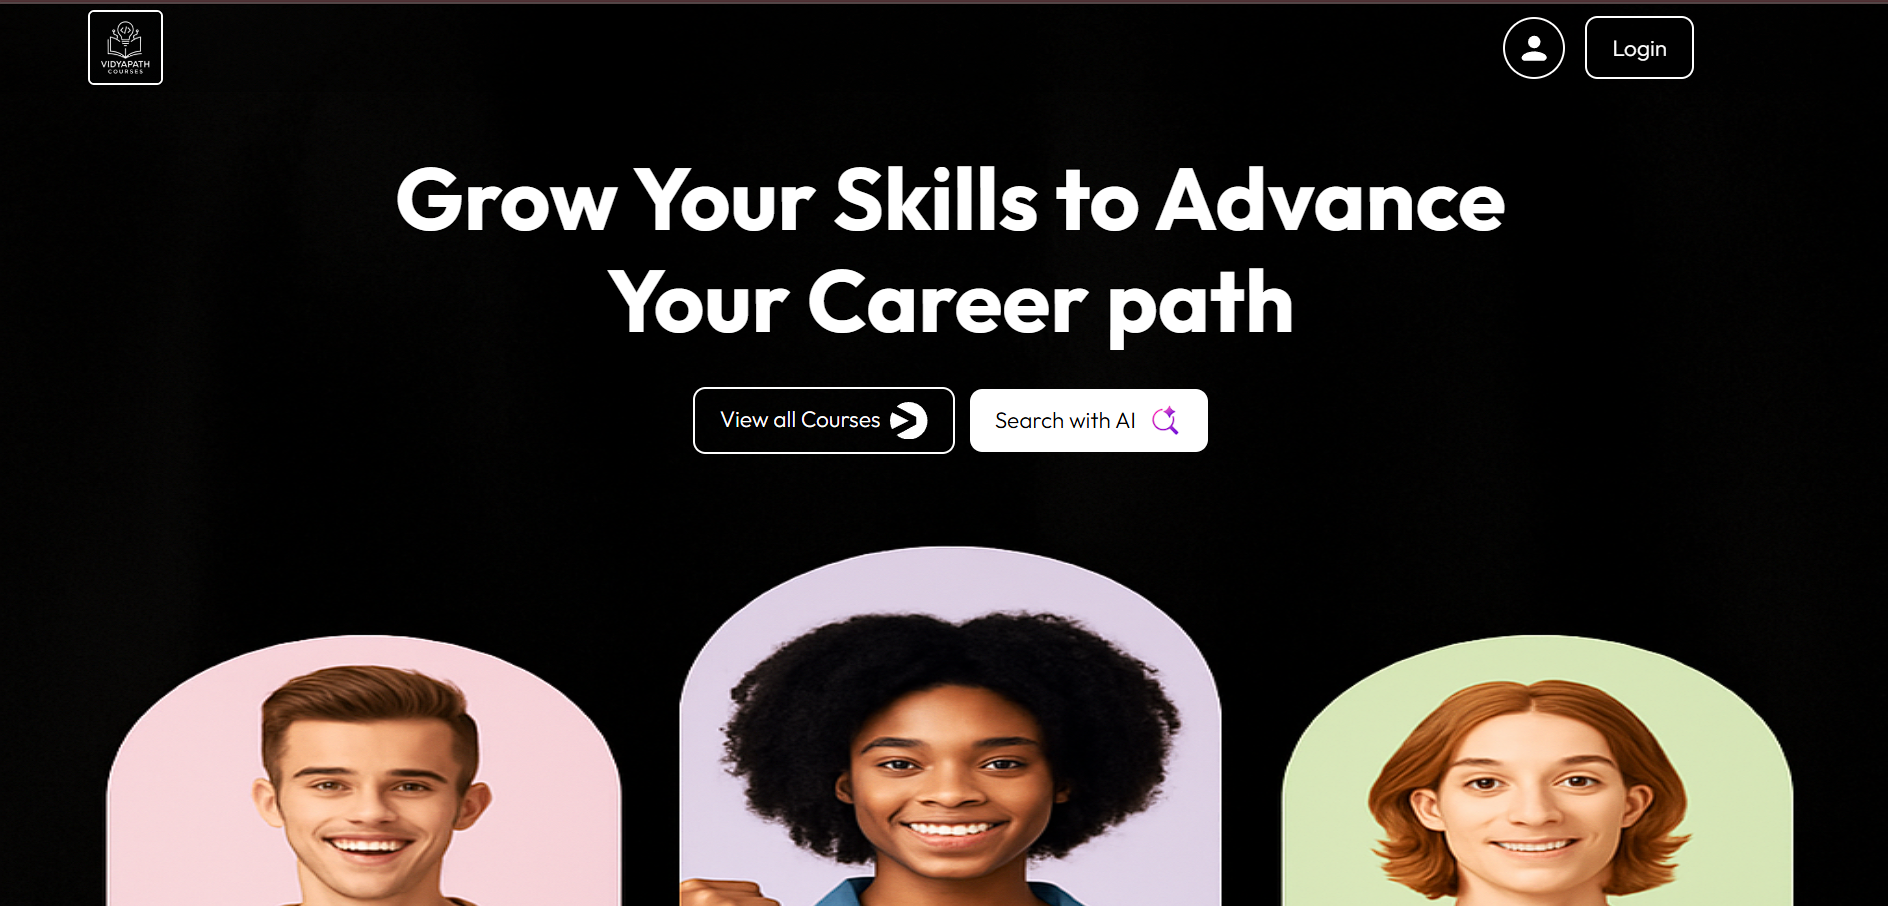 VIDYAPATH
COURSES
Login
Grow Your Skills to Advance
Your Career path
View all Courses
Search with AI